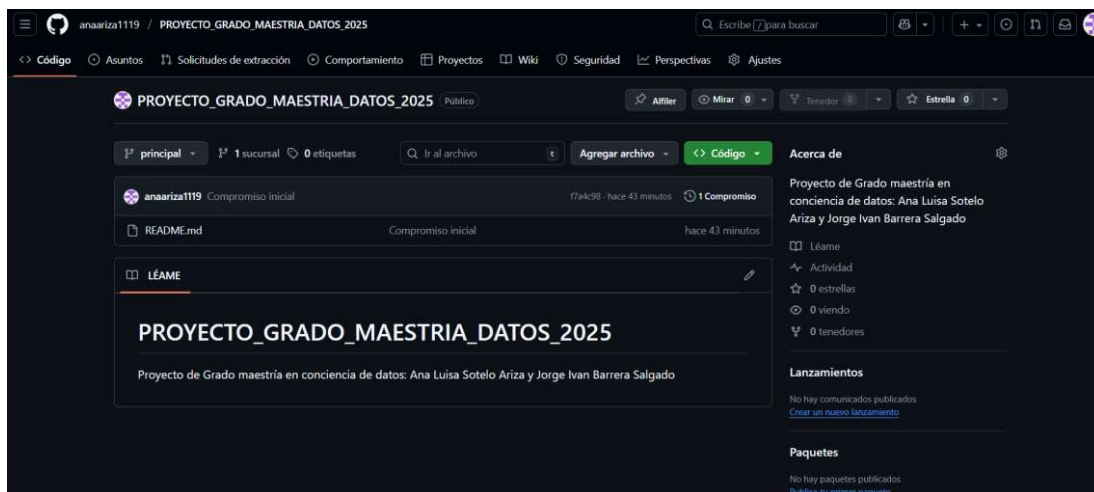 anaariza1119 / PROYECTO_GRADO_MAESTRIA_DATOS_2025
Escribe / para buscar
<> Código Asuntos Solicitudes de extracción Comportamiento Proyectos Wiki Seguridad Perspectivas Ajustes
PROYECTO_GRADO_MAESTRIA_DATOS_2025 Público
Alfiler Mirar 0 Tenedor 0 Estrella 0
principal 1 sucursal 0 etiquetas Ir al archivo t Agregar archivo <> Código
anaariza1119 Compromiso inicial f7a4c98 · hace 43 minutos 1 Compromiso
README.md Compromiso inicial hace 43 minutos
LÉAME
PROYECTO_GRADO_MAESTRIA_DATOS_2025
Proyecto de Grado maestría en conciencia de datos: Ana Luisa Sotelo Ariza y Jorge Ivan Barrera Salgado
Acerca de
Proyecto de Grado maestría en
conciencia de datos: Ana Luisa Sotelo
Ariza y Jorge Ivan Barrera Salgado
Léame
Actividad
0 estrellas
0 viendo
0 tenedores
Lanzamientos
No hay comunicados publicados
Crear un nuevo lanzamiento
Paquetes
No hay paquetes publicados
Publica tu primer paquete